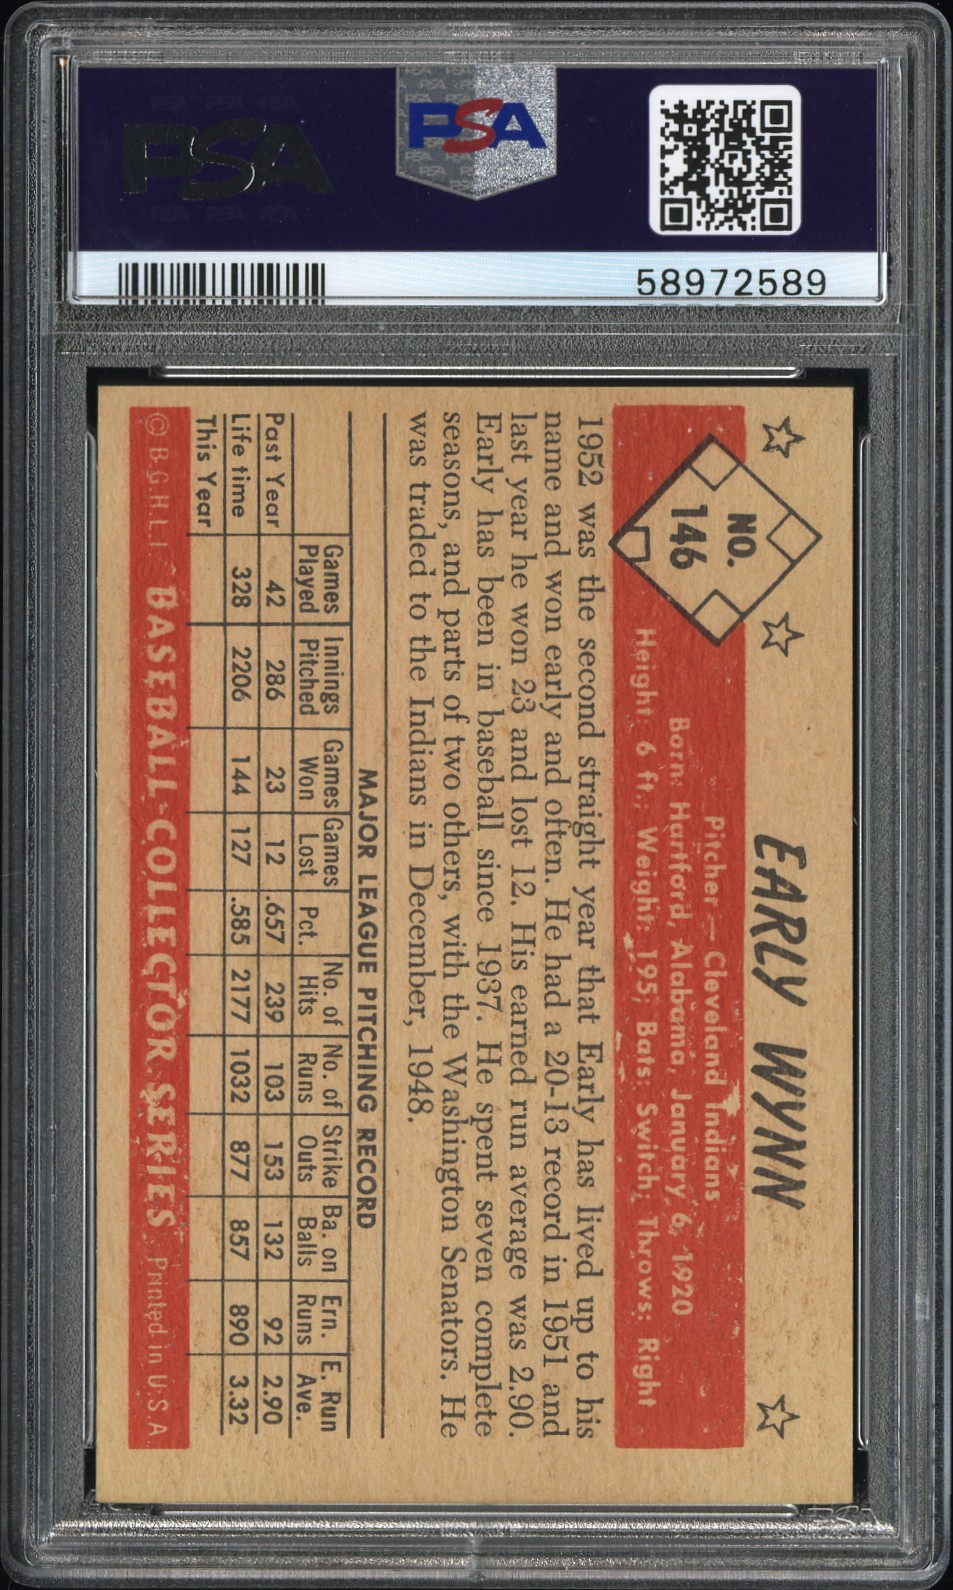 PSA
PSA
58972589
EARLY WYNN
NO.
146
Pitcher — Cleveland Indians
Born: Hartford, Alabama, January 6, 1920
Height: 6 ft.; Weight: 195; Bats: Switch; Throws: Right
1952 was the second straight year that Early has lived up to his
name and won early and often. He had a 20-13 record in 1951 and
last year he won 23 and lost 12. His earned run average was 2.90.
Early has been in baseball since 1937. He spent seven complete
seasons, and parts of two others, with the Washington Senators. He
was traded to the Indians in December, 1948.
MAJOR LEAGUE PITCHING RECORD
Games Played Innings Pitched Games Won Games Lost Pct. No. of Hits No. of Runs Strike Outs Ba. on Balls Ern. Runs E. Run Ave.
Past Year 42 286 23 12 .657 239 103 153 132 92 2.90
Life time 328 2206 144 127 .585 2177 1032 877 857 890 3.32
This Year
© B.G.H.L.I. BASEBALL COLLECTOR SERIES Printed in U.S.A